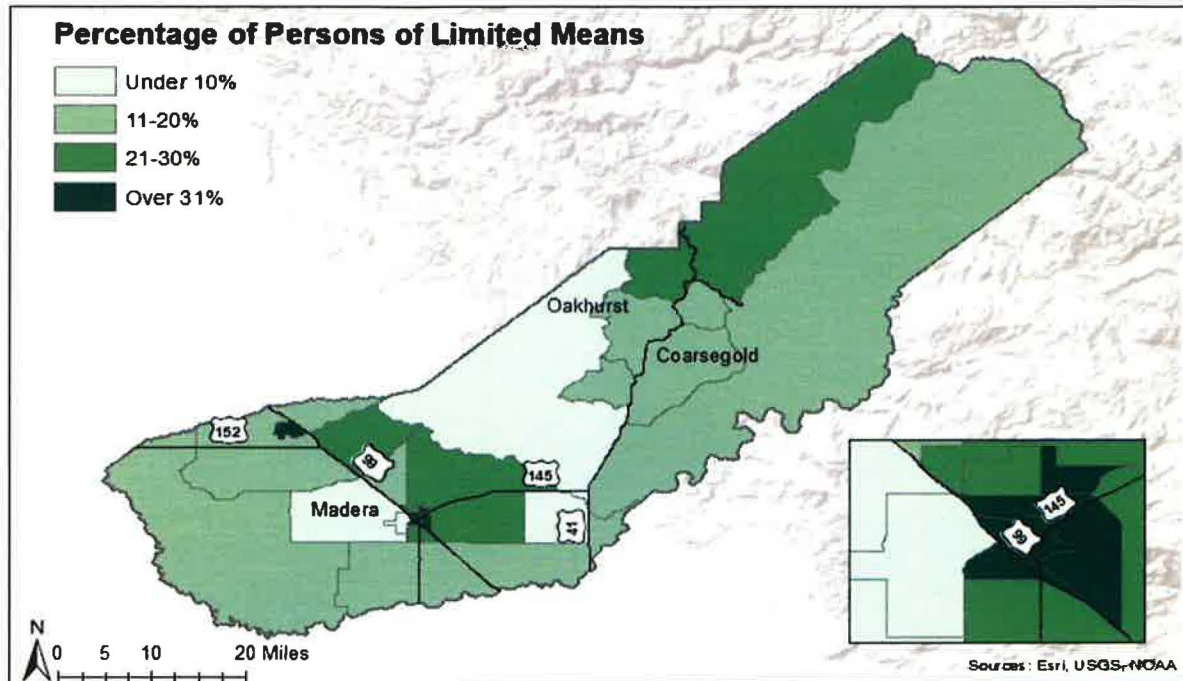 Percentage of Persons of Limited Means
Under 10%
11-20%
21-30%
Over 31%
Oakhurst
Coarsegold
152
99
145
Madera
41
145
99
N
0 5 10 20 Miles
Sources: Esri, USGS, NOAA